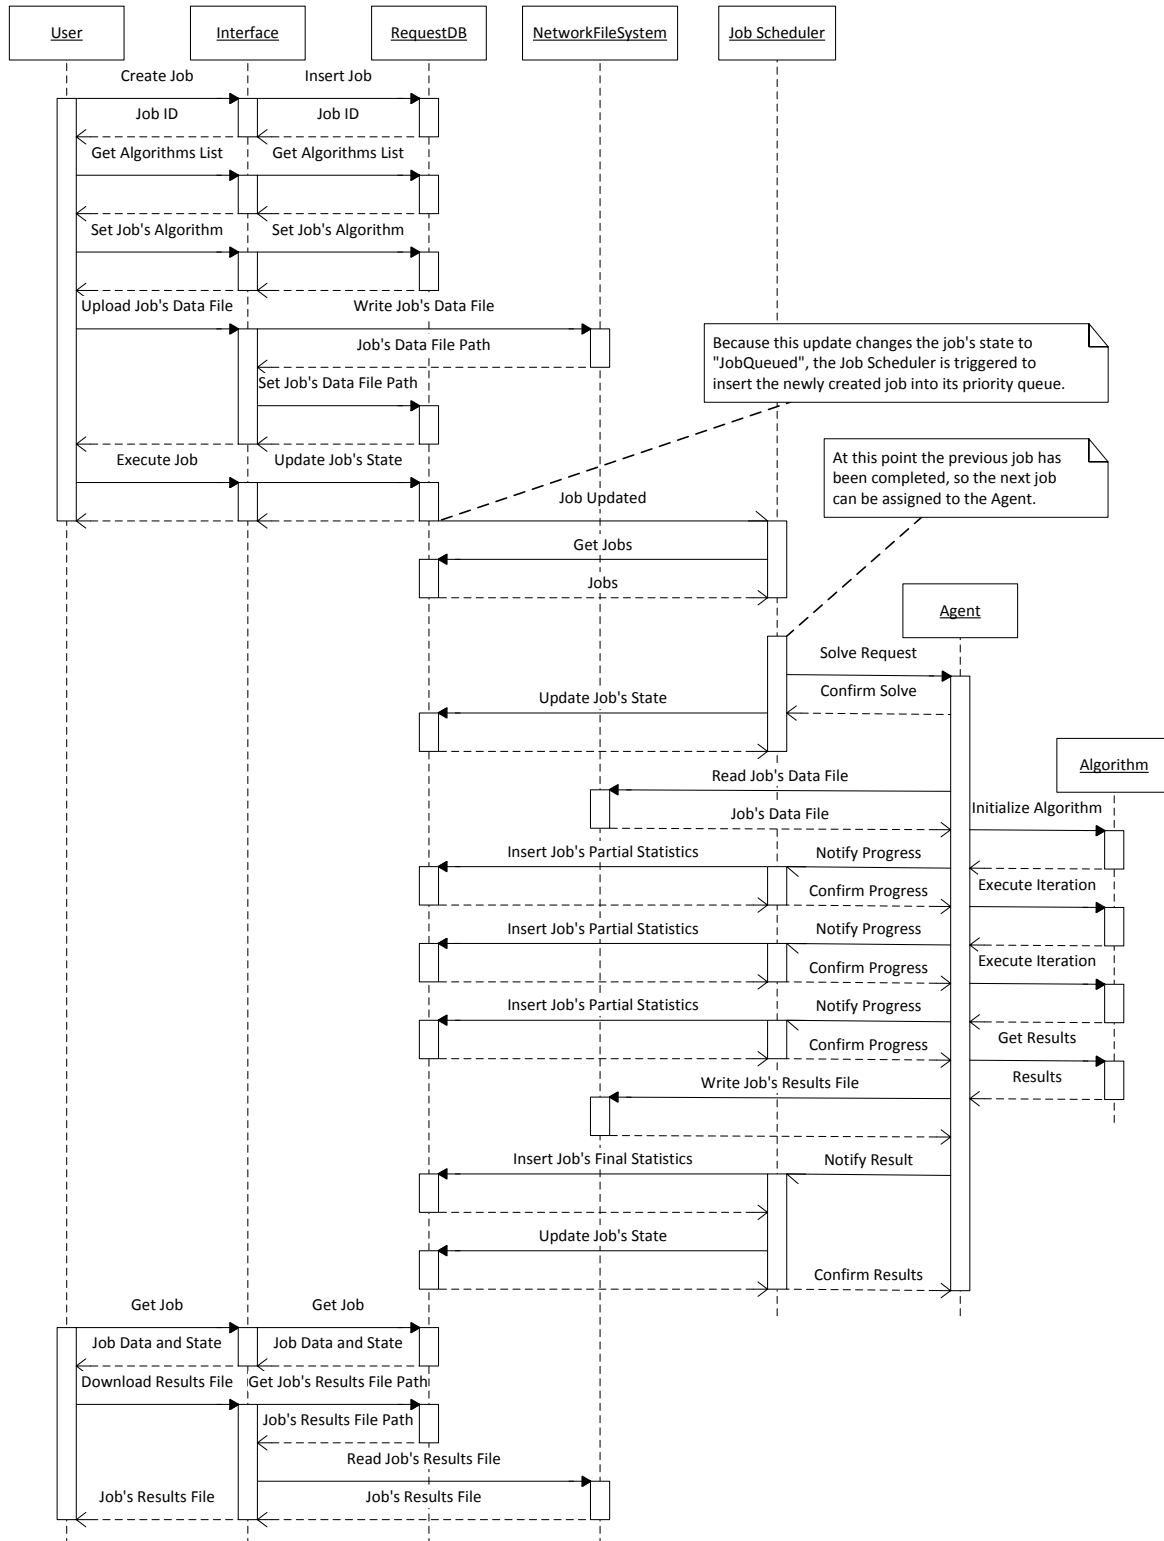 User
Interface
RequestDB
NetworkFileSystem
Job Scheduler
Create Job
Insert Job
Job ID
Job ID
Get Algorithms List
Get Algorithms List
Set Job's Algorithm
Set Job's Algorithm
Upload Job's Data File
Write Job's Data File
Job's Data File Path
Set Job's Data File Path
Because this update changes the job's state to
"JobQueued", the Job Scheduler is triggered to
insert the newly created job into its priority queue.
Execute Job
Update Job's State
At this point the previous job has
been completed, so the next job
can be assigned to the Agent.
Job Updated
Get Jobs
Jobs
Agent
Solve Request
Confirm Solve
Update Job's State
Algorithm
Read Job's Data File
Job's Data File
Initialize Algorithm
Insert Job's Partial Statistics
Notify Progress
Confirm Progress
Execute Iteration
Insert Job's Partial Statistics
Notify Progress
Confirm Progress
Execute Iteration
Insert Job's Partial Statistics
Notify Progress
Confirm Progress
Get Results
Results
Write Job's Results File
Insert Job's Final Statistics
Notify Result
Update Job's State
Confirm Results
Get Job
Get Job
Job Data and State
Job Data and State
Download Results File
Get Job's Results File Path
Job's Results File Path
Read Job's Results File
Job's Results File
Job's Results File